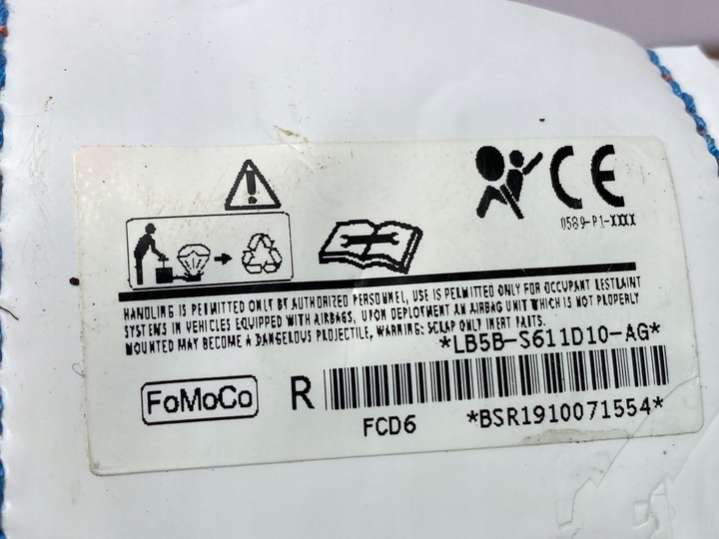 CE
0589-P1-XXXX
HANDLING IS PERMITTED ONLY BY AUTHORIZED PERSONNEL, USE IS PERMITTED ONLY FOR OCCUPANT RESTRAINT
SYSTEMS IN VEHICLES EQUIPPED WITH AIRBAGS, UPON DEPLOYMENT AN AIRBAG UNIT WHICH IS NOT PROPERLY
MOUNTED MAY BECOME A DANGEROUS PROJECTILE, WARNING: SCRAP ONLY INERT PARTS.
*LB5B-S611D10-AG*
FoMoCo
R
FCD6
*BSR1910071554*